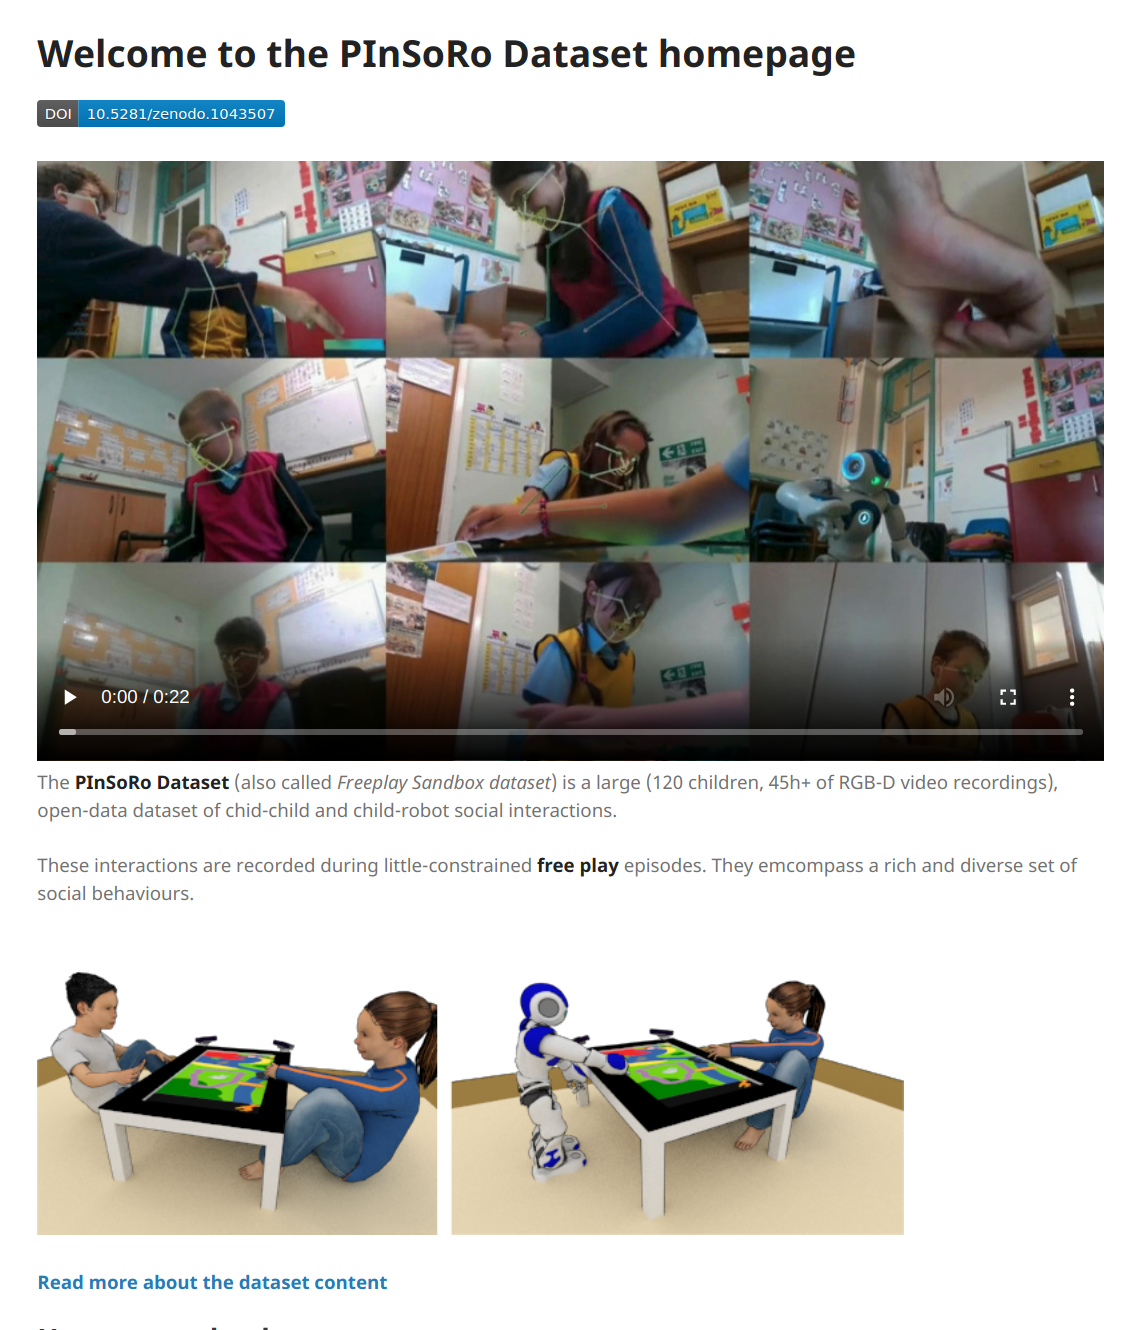 Welcome to the PInSoRo Dataset homepage
DOI 10.5281/zenodo.1043507
0:00 / 0:22
The PInSoRo Dataset (also called Freeplay Sandbox dataset) is a large (120 children, 45h+ of RGB-D video recordings),
open-data dataset of chid-child and child-robot social interactions.
These interactions are recorded during little-constrained free play episodes. They emcompass a rich and diverse set of
social behaviours.
Read more about the dataset content